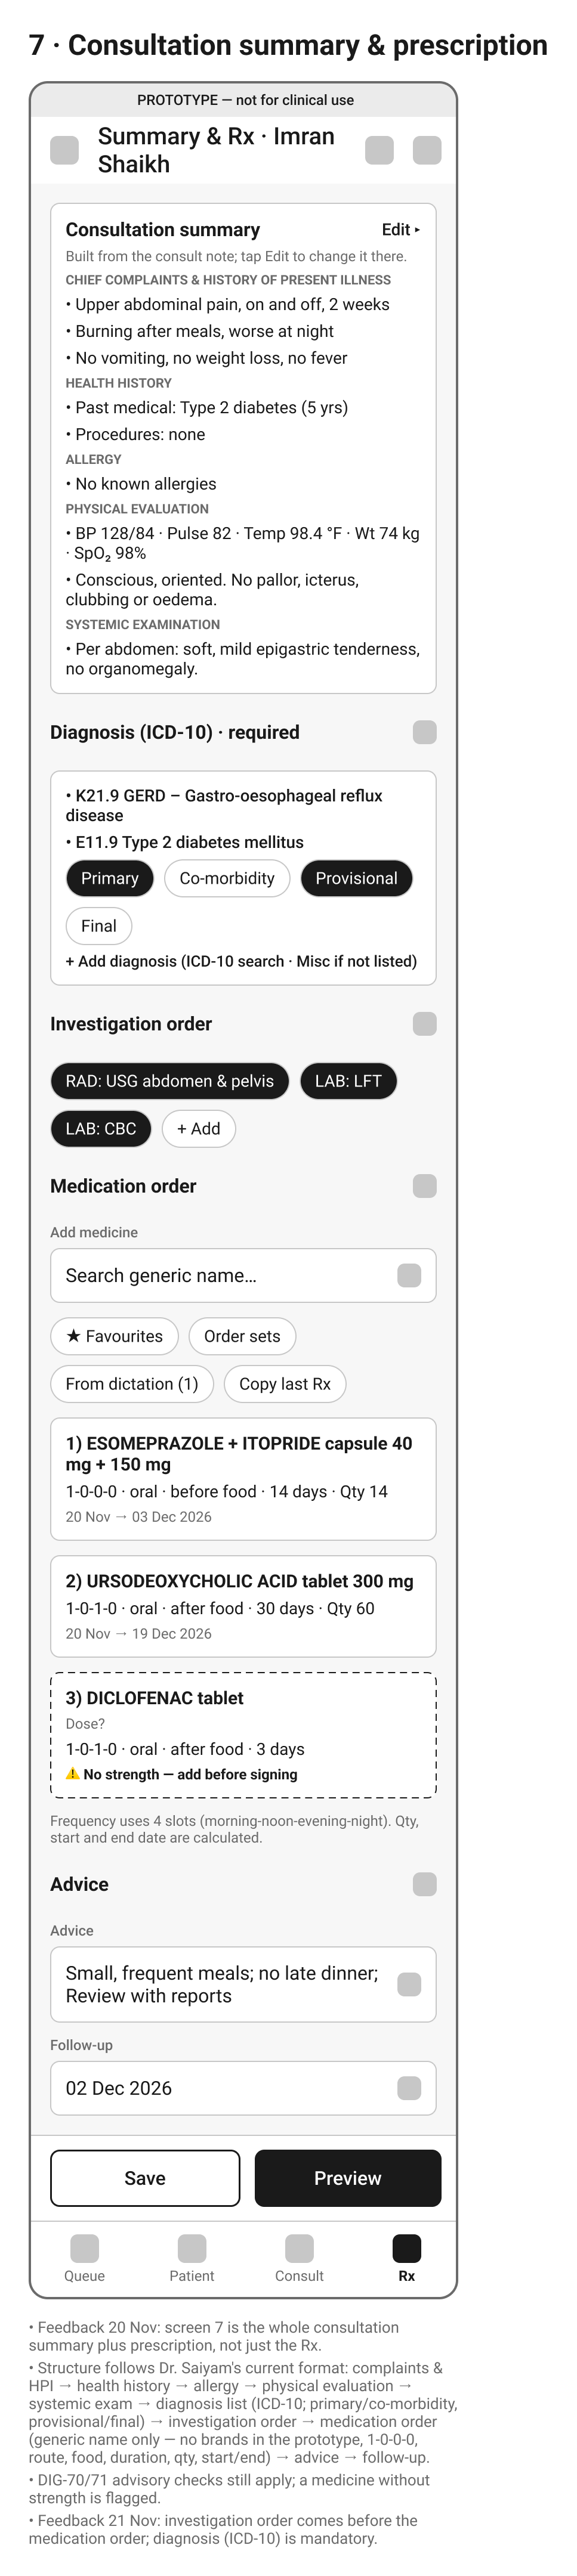 7 · Consultation summary & prescription
PROTOTYPE — not for clinical use
Summary & Rx · Imran
Shaikh
Consultation summary
Edit ▸
Built from the consult note; tap Edit to change it there.
CHIEF COMPLAINTS & HISTORY OF PRESENT ILLNESS
• Upper abdominal pain, on and off, 2 weeks
• Burning after meals, worse at night
• No vomiting, no weight loss, no fever
HEALTH HISTORY
• Past medical: Type 2 diabetes (5 yrs)
• Procedures: none
ALLERGY
• No known allergies
PHYSICAL EVALUATION
• BP 128/84 · Pulse 82 · Temp 98.4 °F · Wt 74 kg
· SpO₂ 98%
• Conscious, oriented. No pallor, icterus,
clubbing or oedema.
SYSTEMIC EXAMINATION
• Per abdomen: soft, mild epigastric tenderness,
no organomegaly.
Diagnosis (ICD-10) · required
• K21.9 GERD – Gastro-oesophageal reflux
disease
• E11.9 Type 2 diabetes mellitus
Primary
Co-morbidity
Provisional
Final
+ Add diagnosis (ICD-10 search · Misc if not listed)
Investigation order
RAD: USG abdomen & pelvis
LAB: LFT
LAB: CBC
+ Add
Medication order
Add medicine
Search generic name…
★ Favourites
Order sets
From dictation (1)
Copy last Rx
1) ESOMEPRAZOLE + ITOPRIDE capsule 40
mg + 150 mg
1-0-0-0 · oral · before food · 14 days · Qty 14
20 Nov → 03 Dec 2026
2) URSODEOXYCHOLIC ACID tablet 300 mg
1-0-1-0 · oral · after food · 30 days · Qty 60
20 Nov → 19 Dec 2026
3) DICLOFENAC tablet
Dose?
1-0-1-0 · oral · after food · 3 days
⚠ No strength — add before signing
Frequency uses 4 slots (morning-noon-evening-night). Qty,
start and end date are calculated.
Advice
Advice
Small, frequent meals; no late dinner;
Review with reports
Follow-up
02 Dec 2026
Save
Preview
Queue
Patient
Consult
Rx
• Feedback 20 Nov: screen 7 is the whole consultation
summary plus prescription, not just the Rx.
• Structure follows Dr. Saiyam's current format: complaints &
HPI → health history → allergy → physical evaluation →
systemic exam → diagnosis list (ICD-10; primary/co-morbidity,
provisional/final) → investigation order → medication order
(generic name only — no brands in the prototype, 1-0-0-0,
route, food, duration, qty, start/end) → advice → follow-up.
• DIG-70/71 advisory checks still apply; a medicine without
strength is flagged.
• Feedback 21 Nov: investigation order comes before the
medication order; diagnosis (ICD-10) is mandatory.